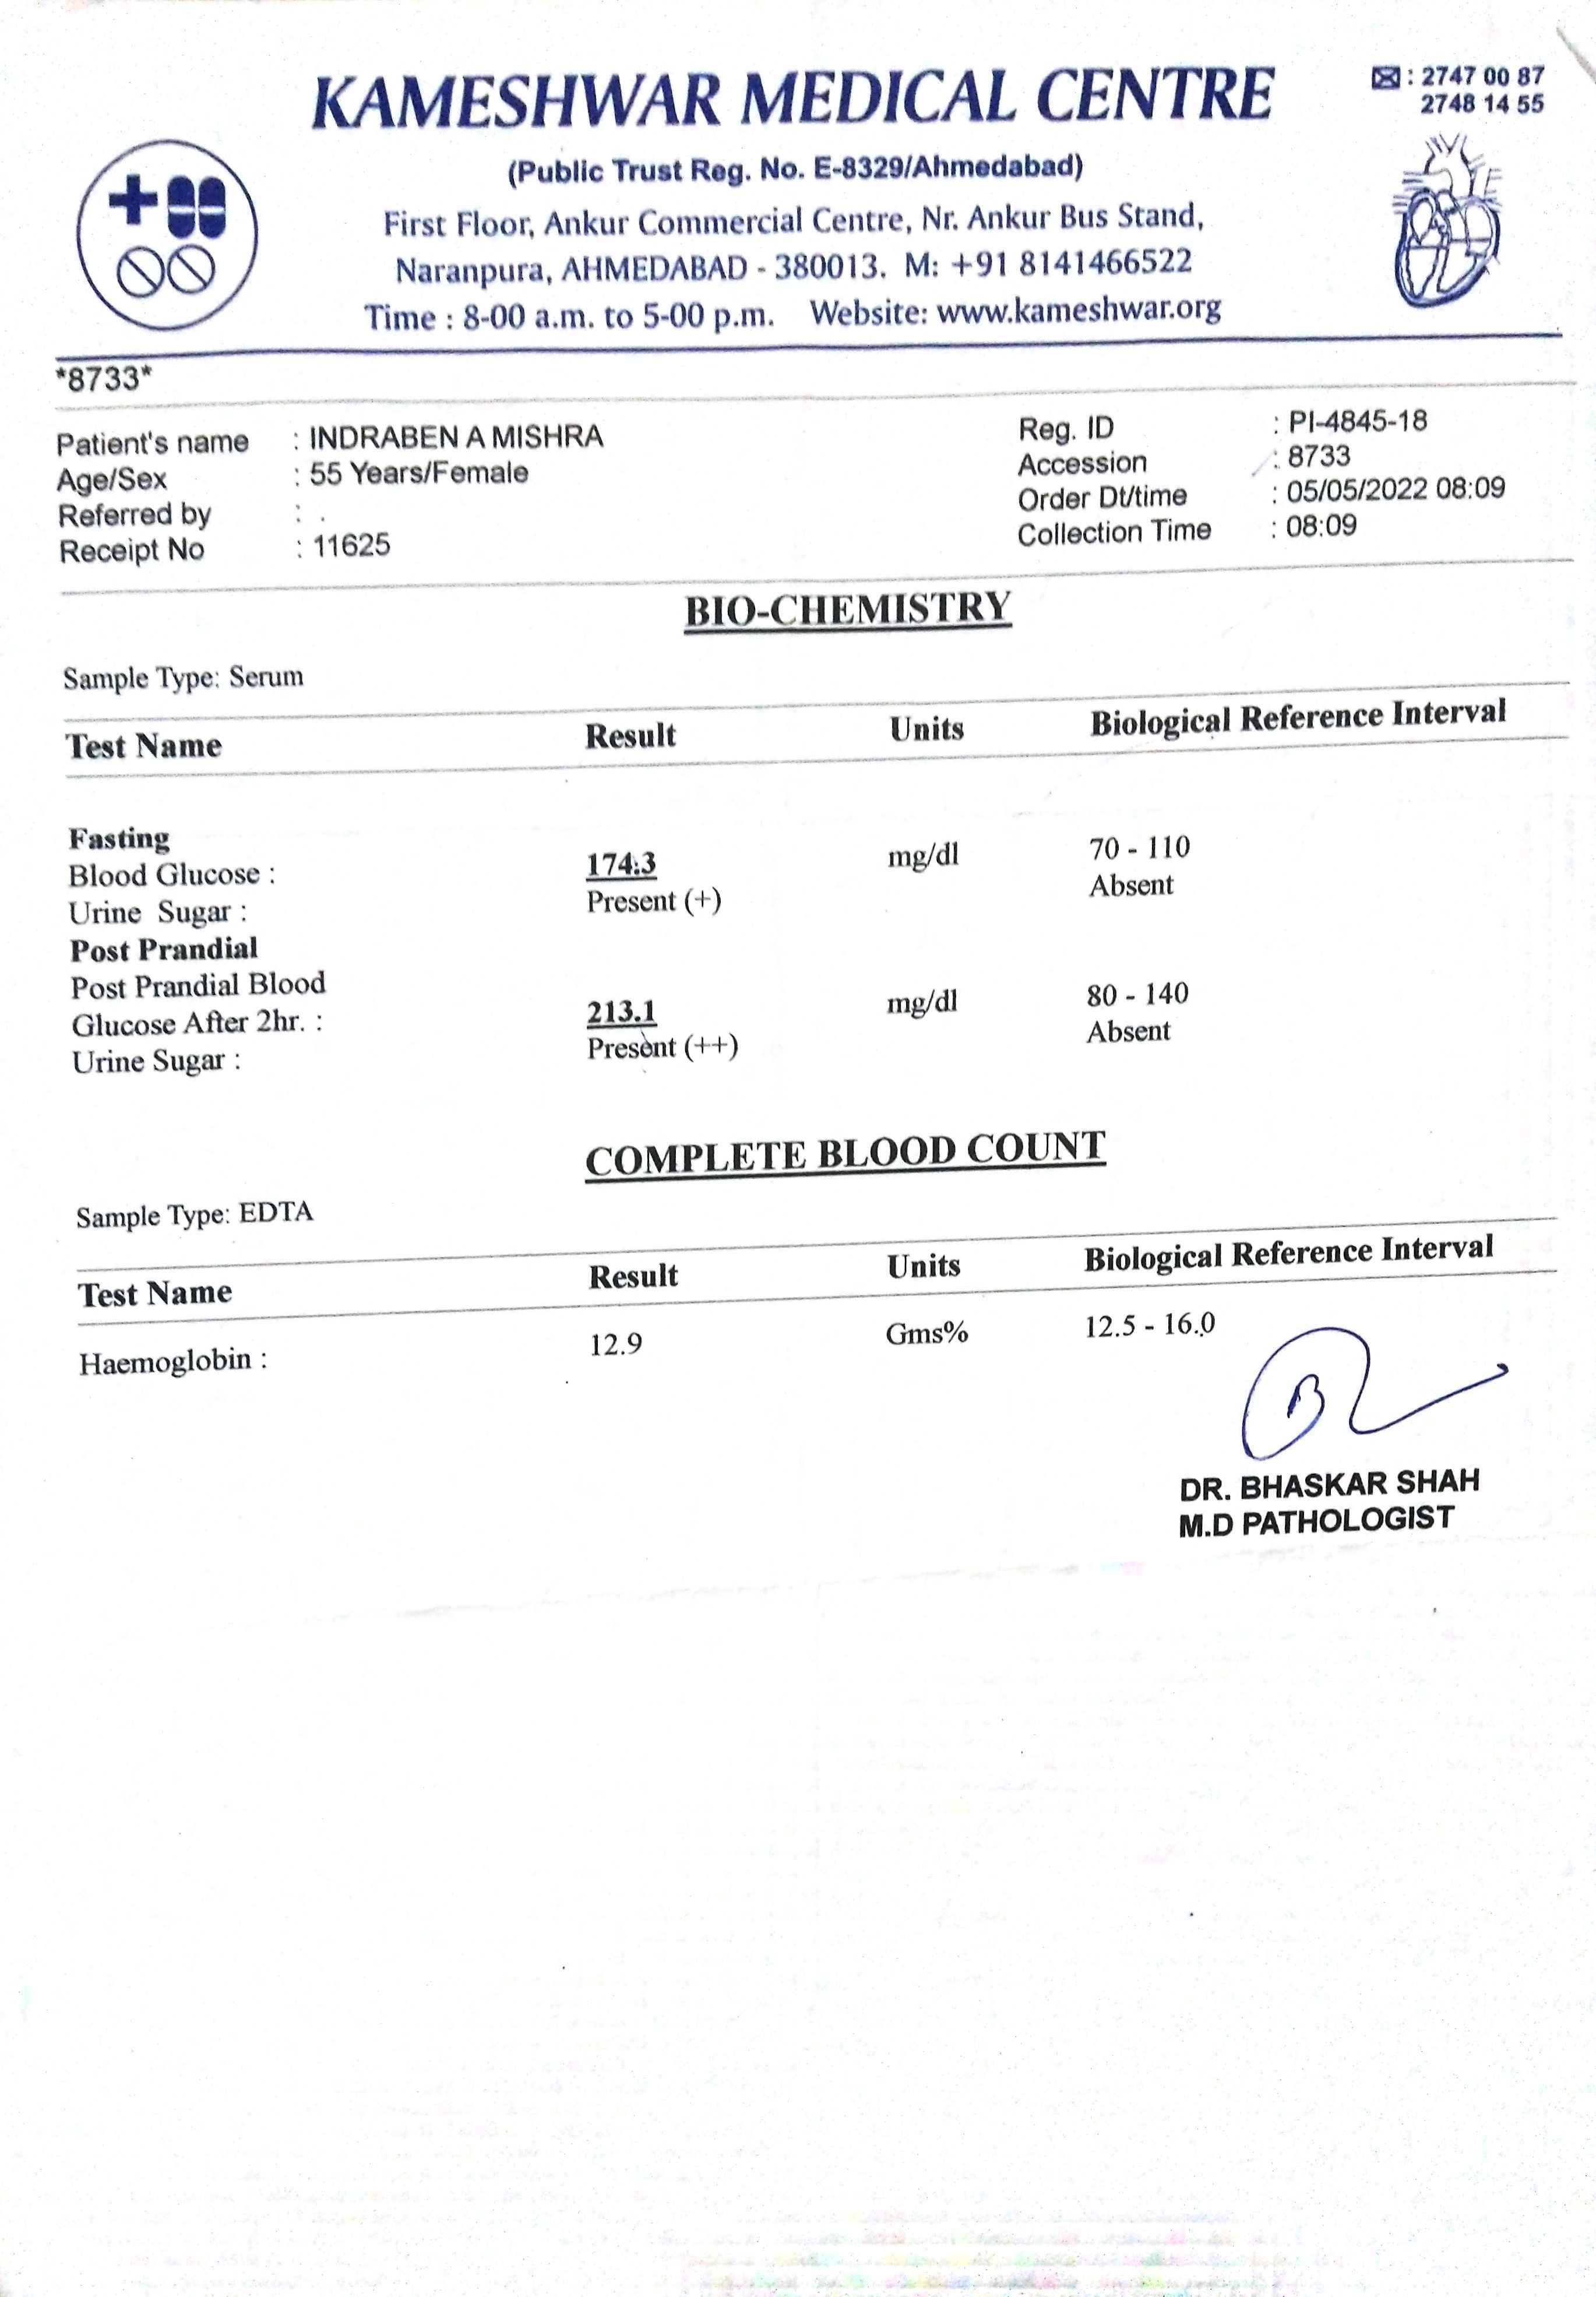 KAMESHWAR MEDICAL CENTRE
: 2747 00 87
2748 14 55
(Public Trust Reg. No. E-8329/Ahmedabad)
First Floor, Ankur Commercial Centre, Nr. Ankur Bus Stand,
Naranpura, AHMEDABAD - 380013. M: +91 8141466522
Time : 8-00 a.m. to 5-00 p.m. Website: www.kameshwar.org
*8733*
Patient's name : INDRABEN A MISHRA Reg. ID : PI-4845-18
Age/Sex : 55 Years/Female Accession : 8733
Referred by : . Order Dt/time : 05/05/2022 08:09
Receipt No : 11625 Collection Time : 08:09
BIO-CHEMISTRY
Sample Type: Serum
Test Name Result Units Biological Reference Interval
Fasting
Blood Glucose : 174.3 mg/dl 70 - 110
Urine Sugar : Present (+) Absent
Post Prandial
Post Prandial Blood
Glucose After 2hr. : 213.1 mg/dl 80 - 140
Urine Sugar : Present (++) Absent
COMPLETE BLOOD COUNT
Sample Type: EDTA
Test Name Result Units Biological Reference Interval
Haemoglobin : 12.9 Gms% 12.5 - 16.0
DR. BHASKAR SHAH
M.D PATHOLOGIST